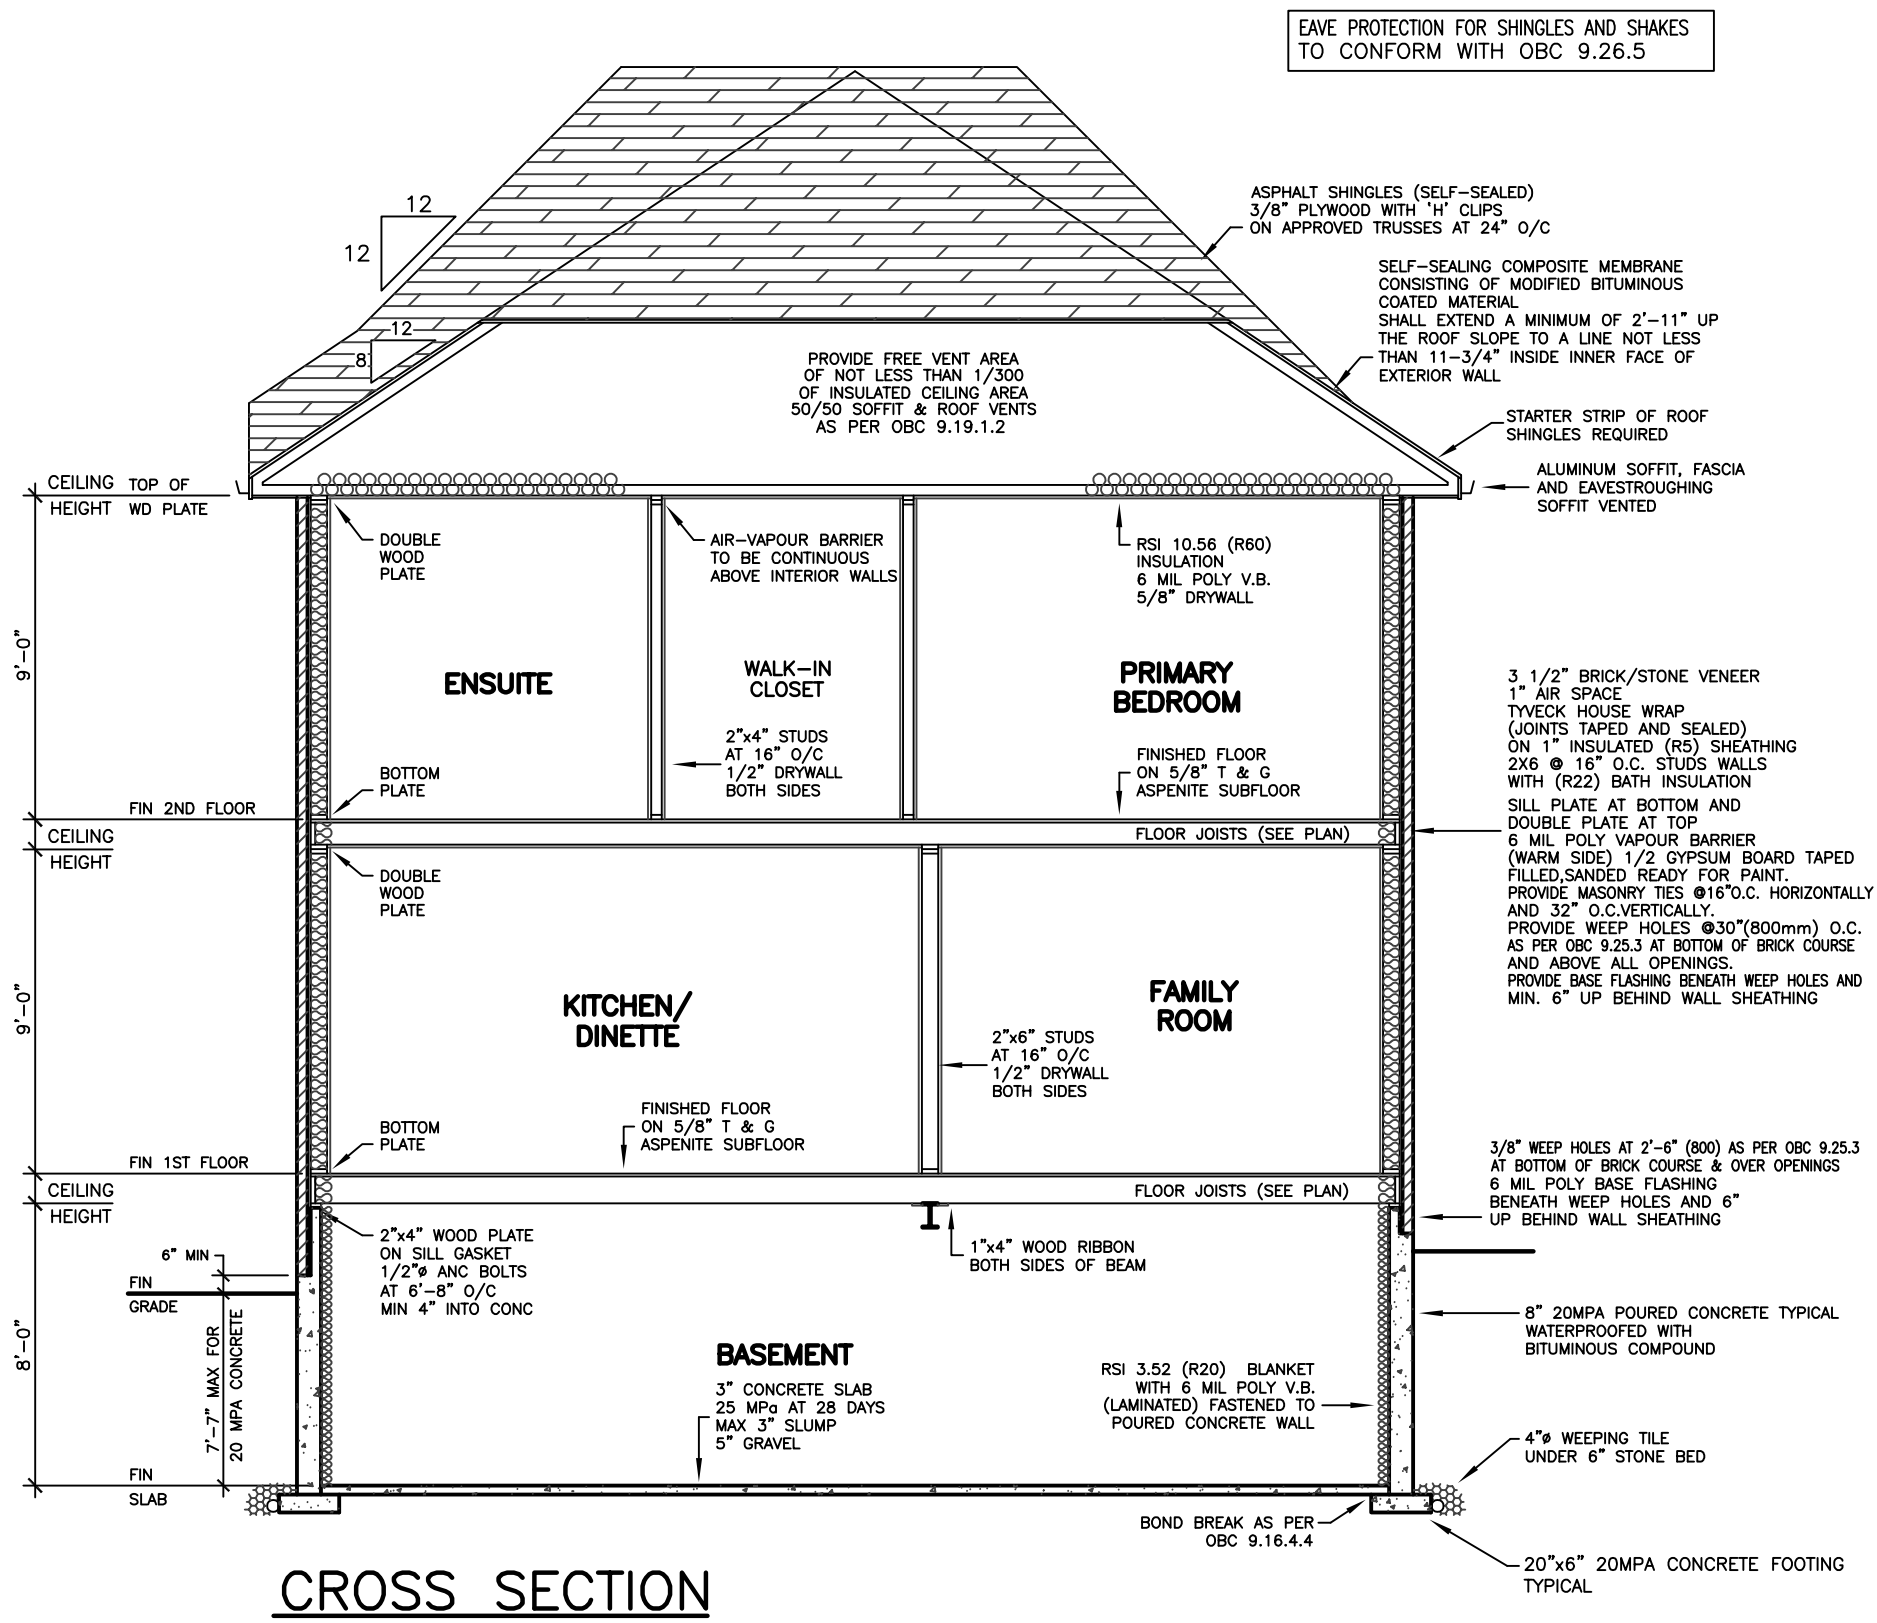 EAVE PROTECTION FOR SHINGLES AND SHAKES
TO CONFORM WITH OBC 9.26.5
12
12
12
8
ASPHALT SHINGLES (SELF-SEALED)
3/8" PLYWOOD WITH 'H' CLIPS
ON APPROVED TRUSSES AT 24" O/C
SELF-SEALING COMPOSITE MEMBRANE
CONSISTING OF MODIFIED BITUMINOUS
COATED MATERIAL
SHALL EXTEND A MINIMUM OF 2'-11" UP
THE ROOF SLOPE TO A LINE NOT LESS
THAN 11-3/4" INSIDE INNER FACE OF
EXTERIOR WALL
PROVIDE FREE VENT AREA
OF NOT LESS THAN 1/300
OF INSULATED CEILING AREA
50/50 SOFFIT & ROOF VENTS
AS PER OBC 9.19.1.2
STARTER STRIP OF ROOF
SHINGLES REQUIRED
ALUMINUM SOFFIT, FASCIA
AND EAVESTROUGHING
SOFFIT VENTED
CEILING
HEIGHT
TOP OF
WD PLATE
DOUBLE
WOOD
PLATE
AIR-VAPOUR BARRIER
TO BE CONTINUOUS
ABOVE INTERIOR WALLS
RSI 10.56 (R60)
INSULATION
6 MIL POLY V.B.
5/8" DRYWALL
9'-0"
ENSUITE
WALK-IN
CLOSET
PRIMARY
BEDROOM
2"x4" STUDS
AT 16" O/C
1/2" DRYWALL
BOTH SIDES
FINISHED FLOOR
ON 5/8" T & G
ASPENITE SUBFLOOR
BOTTOM
PLATE
3 1/2" BRICK/STONE VENEER
1" AIR SPACE
TYVECK HOUSE WRAP
(JOINTS TAPED AND SEALED)
ON 1" INSULATED (R5) SHEATHING
2X6 @ 16" O.C. STUDS WALLS
WITH (R22) BATH INSULATION
SILL PLATE AT BOTTOM AND
DOUBLE PLATE AT TOP
6 MIL POLY VAPOUR BARRIER
(WARM SIDE) 1/2 GYPSUM BOARD TAPED
FILLED,SANDED READY FOR PAINT.
PROVIDE MASONRY TIES @16"O.C. HORIZONTALLY
AND 32" O.C.VERTICALLY.
PROVIDE WEEP HOLES @30"(800mm) O.C.
AS PER OBC 9.25.3 AT BOTTOM OF BRICK COURSE
AND ABOVE ALL OPENINGS.
PROVIDE BASE FLASHING BENEATH WEEP HOLES AND
MIN. 6" UP BEHIND WALL SHEATHING
FIN 2ND FLOOR
CEILING
HEIGHT
FLOOR JOISTS (SEE PLAN)
DOUBLE
WOOD
PLATE
9'-0"
KITCHEN/
DINETTE
FAMILY
ROOM
2"x6" STUDS
AT 16" O/C
1/2" DRYWALL
BOTH SIDES
FINISHED FLOOR
ON 5/8" T & G
ASPENITE SUBFLOOR
BOTTOM
PLATE
FIN 1ST FLOOR
CEILING
HEIGHT
FLOOR JOISTS (SEE PLAN)
3/8" WEEP HOLES AT 2'-6" (800) AS PER OBC 9.25.3
AT BOTTOM OF BRICK COURSE & OVER OPENINGS
6 MIL POLY BASE FLASHING
BENEATH WEEP HOLES AND 6"
UP BEHIND WALL SHEATHING
2"x4" WOOD PLATE
ON SILL GASKET
1/2"ø ANC BOLTS
AT 6'-8" O/C
MIN 4" INTO CONC
1"x4" WOOD RIBBON
BOTH SIDES OF BEAM
6" MIN
FIN
GRADE
8'-0"
7'-7" MAX FOR
20 MPA CONCRETE
8" 20MPA POURED CONCRETE TYPICAL
WATERPROOFED WITH
BITUMINOUS COMPOUND
BASEMENT
3" CONCRETE SLAB
25 MPa AT 28 DAYS
MAX 3" SLUMP
5" GRAVEL
RSI 3.52 (R20) BLANKET
WITH 6 MIL POLY V.B.
(LAMINATED) FASTENED TO
POURED CONCRETE WALL
4"ø WEEPING TILE
UNDER 6" STONE BED
FIN
SLAB
BOND BREAK AS PER
OBC 9.16.4.4
20"x6" 20MPA CONCRETE FOOTING
TYPICAL
CROSS SECTION